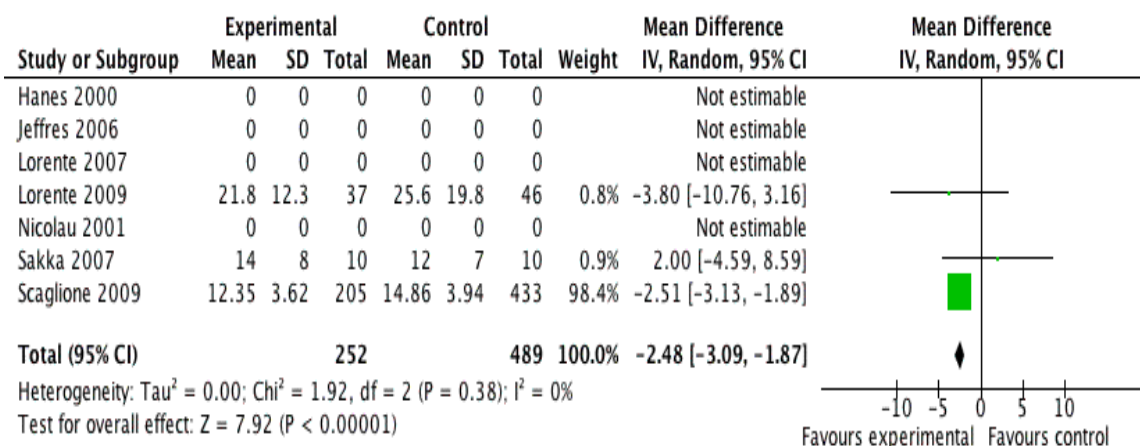 Experimental Control Mean Difference Mean Difference
Study or Subgroup Mean SD Total Mean SD Total Weight IV, Random, 95% CI IV, Random, 95% CI
Hanes 2000 0 0 0 0 0 0 Not estimable
Jeffres 2006 0 0 0 0 0 0 Not estimable
Lorente 2007 0 0 0 0 0 0 Not estimable
Lorente 2009 21.8 12.3 37 25.6 19.8 46 0.8% −3.80 [−10.76, 3.16]
Nicolau 2001 0 0 0 0 0 0 Not estimable
Sakka 2007 14 8 10 12 7 10 0.9% 2.00 [−4.59, 8.59]
Scaglione 2009 12.35 3.62 205 14.86 3.94 433 98.4% −2.51 [−3.13, −1.89]
Total (95% CI) 252 489 100.0% −2.48 [−3.09, −1.87]
Heterogeneity: Tau² = 0.00; Chi² = 1.92, df = 2 (P = 0.38); I² = 0%
Test for overall effect: Z = 7.92 (P < 0.00001)
−10 −5 0 5 10
Favours experimental Favours control